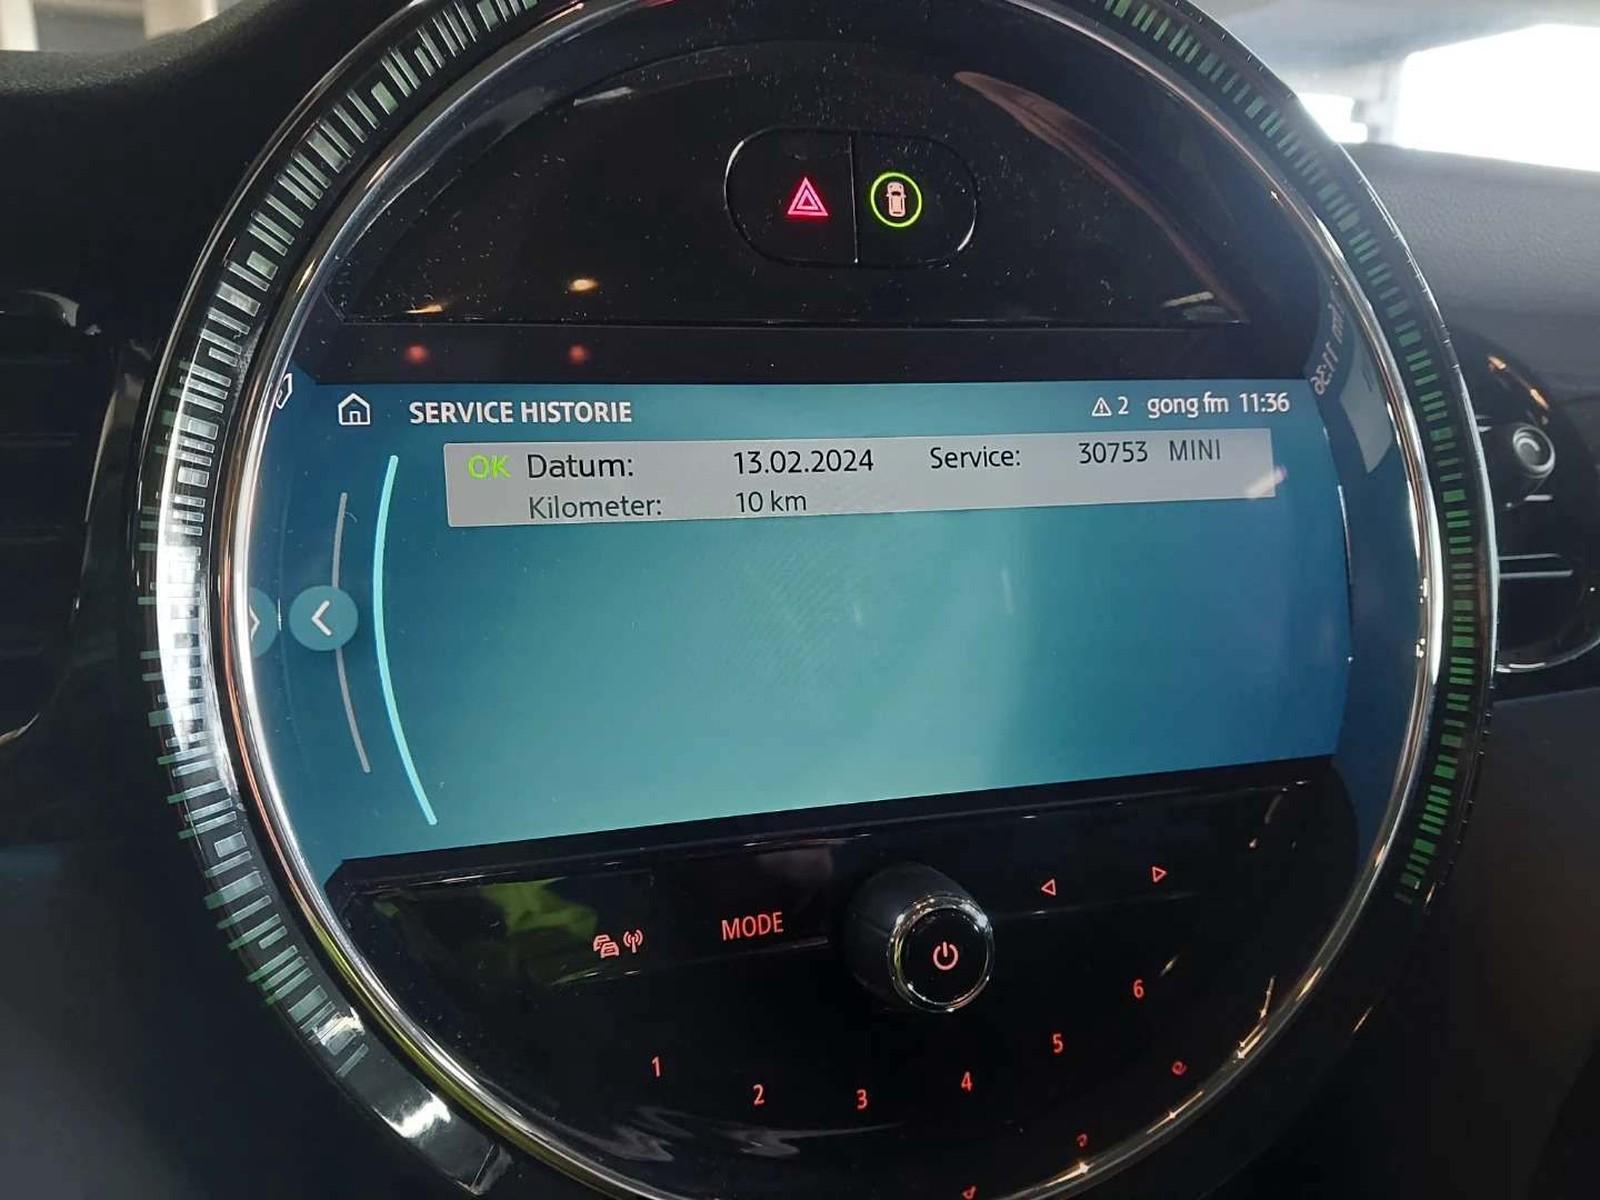 SERVICE HISTORIE 2 gong fm 11:36
OK Datum: 13.02.2024 Service: 30753 MINI
Kilometer: 10 km
MODE
1 2 3 4 5 6